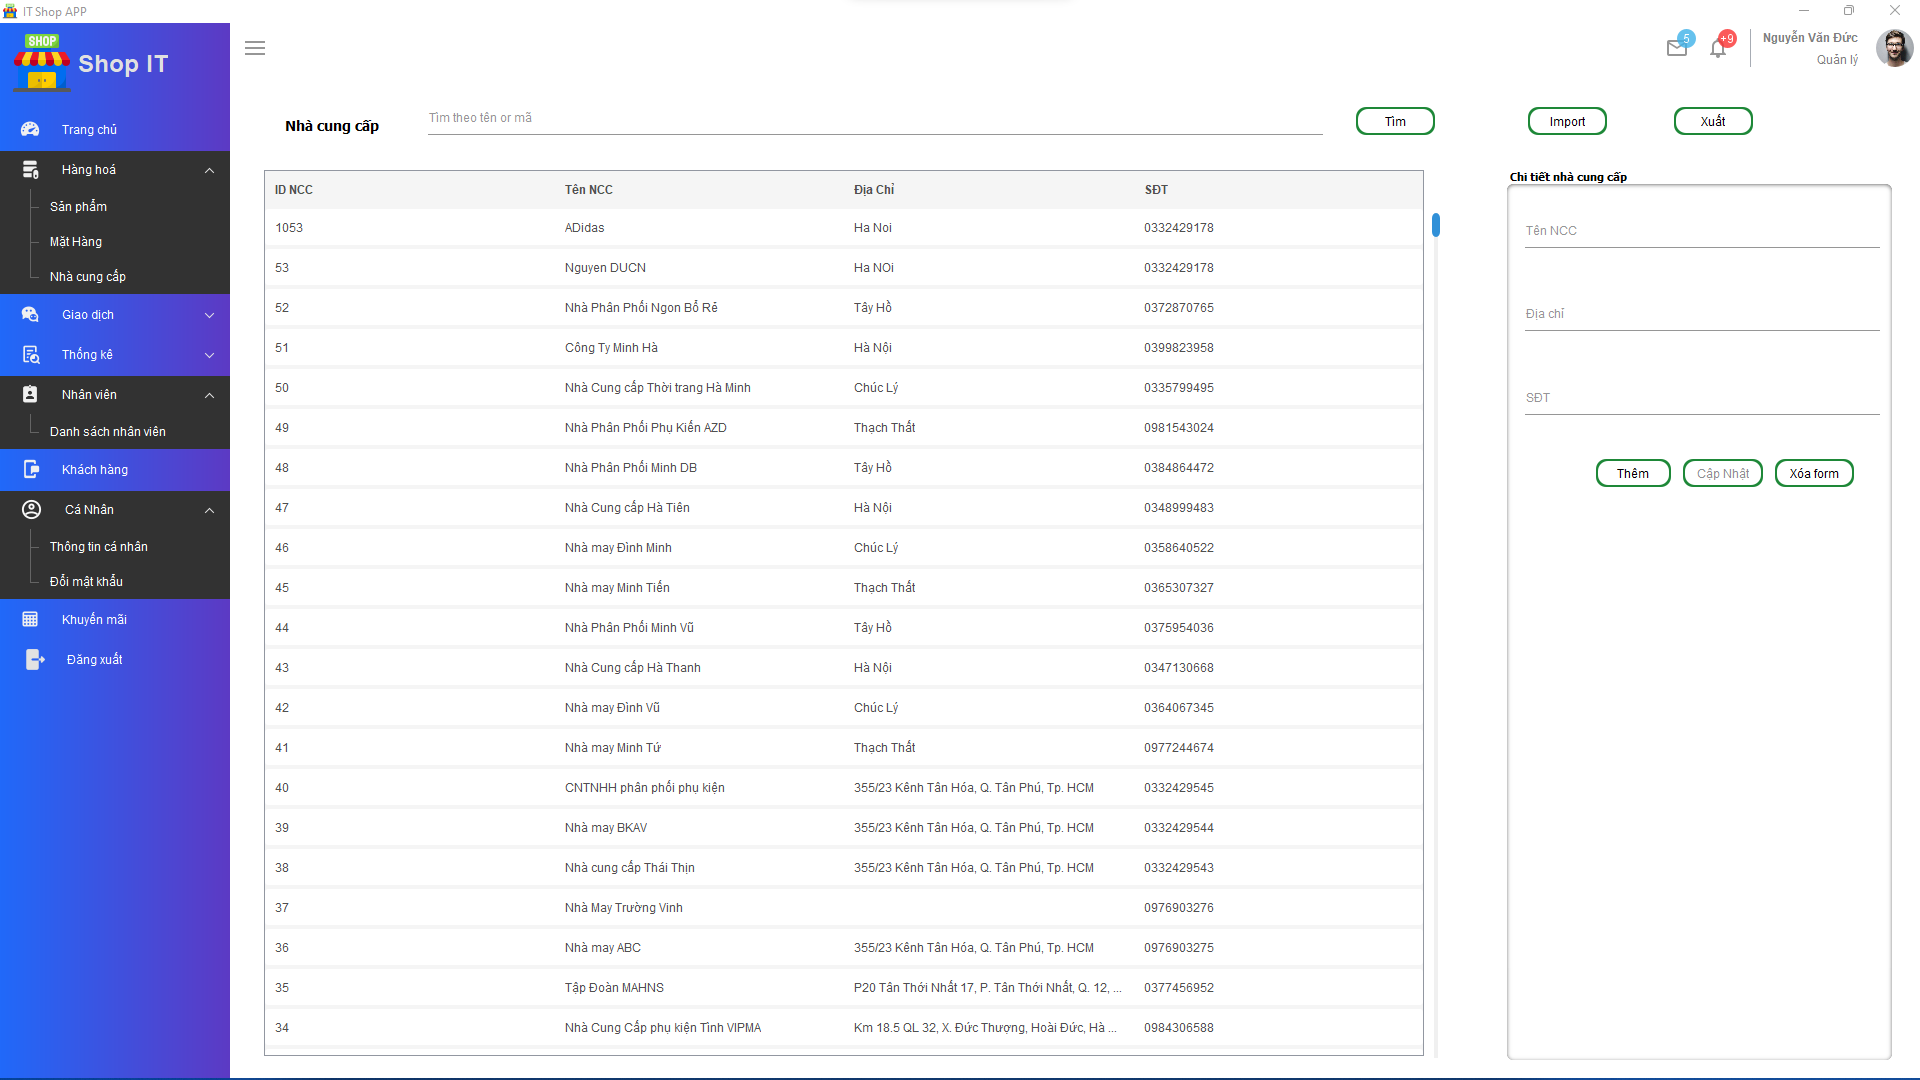 IT Shop APP
SHOP
Shop IT
5
+9
Nguyễn Văn Đức
Quản lý
Trang chủ
Hàng hoá
Sản phẩm
Mặt Hàng
Nhà cung cấp
Giao dịch
Thống kê
Nhân viên
Danh sách nhân viên
Khách hàng
Cá Nhân
Thông tin cá nhân
Đổi mật khẩu
Khuyến mãi
Đăng xuất
Nhà cung cấp
Tìm theo tên or mã
Tìm
Import
Xuất
ID NCC Tên NCC Địa Chỉ SĐT
1053 ADidas Ha Noi 0332429178
53 Nguyen DUCN Ha NOi 0332429178
52 Nhà Phân Phối Ngon Bổ Rẻ Tây Hồ 0372870765
51 Công Ty Minh Hà Hà Nội 0399823958
50 Nhà Cung cấp Thời trang Hà Minh Chúc Lý 0335799495
49 Nhà Phân Phối Phụ Kiến AZD Thạch Thất 0981543024
48 Nhà Phân Phối Minh DB Tây Hồ 0384864472
47 Nhà Cung cấp Hà Tiên Hà Nội 0348999483
46 Nhà may Đình Minh Chúc Lý 0358640522
45 Nhà may Minh Tiến Thạch Thất 0365307327
44 Nhà Phân Phối Minh Vũ Tây Hồ 0375954036
43 Nhà Cung cấp Hà Thanh Hà Nội 0347130668
42 Nhà may Đình Vũ Chúc Lý 0364067345
41 Nhà may Minh Tứ Thạch Thất 0977244674
40 CNTNHH phân phối phụ kiện 355/23 Kênh Tân Hóa, Q. Tân Phú, Tp. HCM 0332429545
39 Nhà may BKAV 355/23 Kênh Tân Hóa, Q. Tân Phú, Tp. HCM 0332429544
38 Nhà cung cấp Thái Thịn 355/23 Kênh Tân Hóa, Q. Tân Phú, Tp. HCM 0332429543
37 Nhà May Trường Vinh 0976903276
36 Nhà may ABC 355/23 Kênh Tân Hóa, Q. Tân Phú, Tp. HCM 0976903275
35 Tập Đoàn MAHNS P20 Tân Thới Nhất 17, P. Tân Thới Nhất, Q. 12, ... 0377456952
34 Nhà Cung Cấp phụ kiện Tình VIPMA Km 18.5 QL 32, X. Đức Thượng, Hoài Đức, Hà ... 0984306588
Chi tiết nhà cung cấp
Tên NCC
Địa chỉ
SĐT
Thêm
Cập Nhật
Xóa form